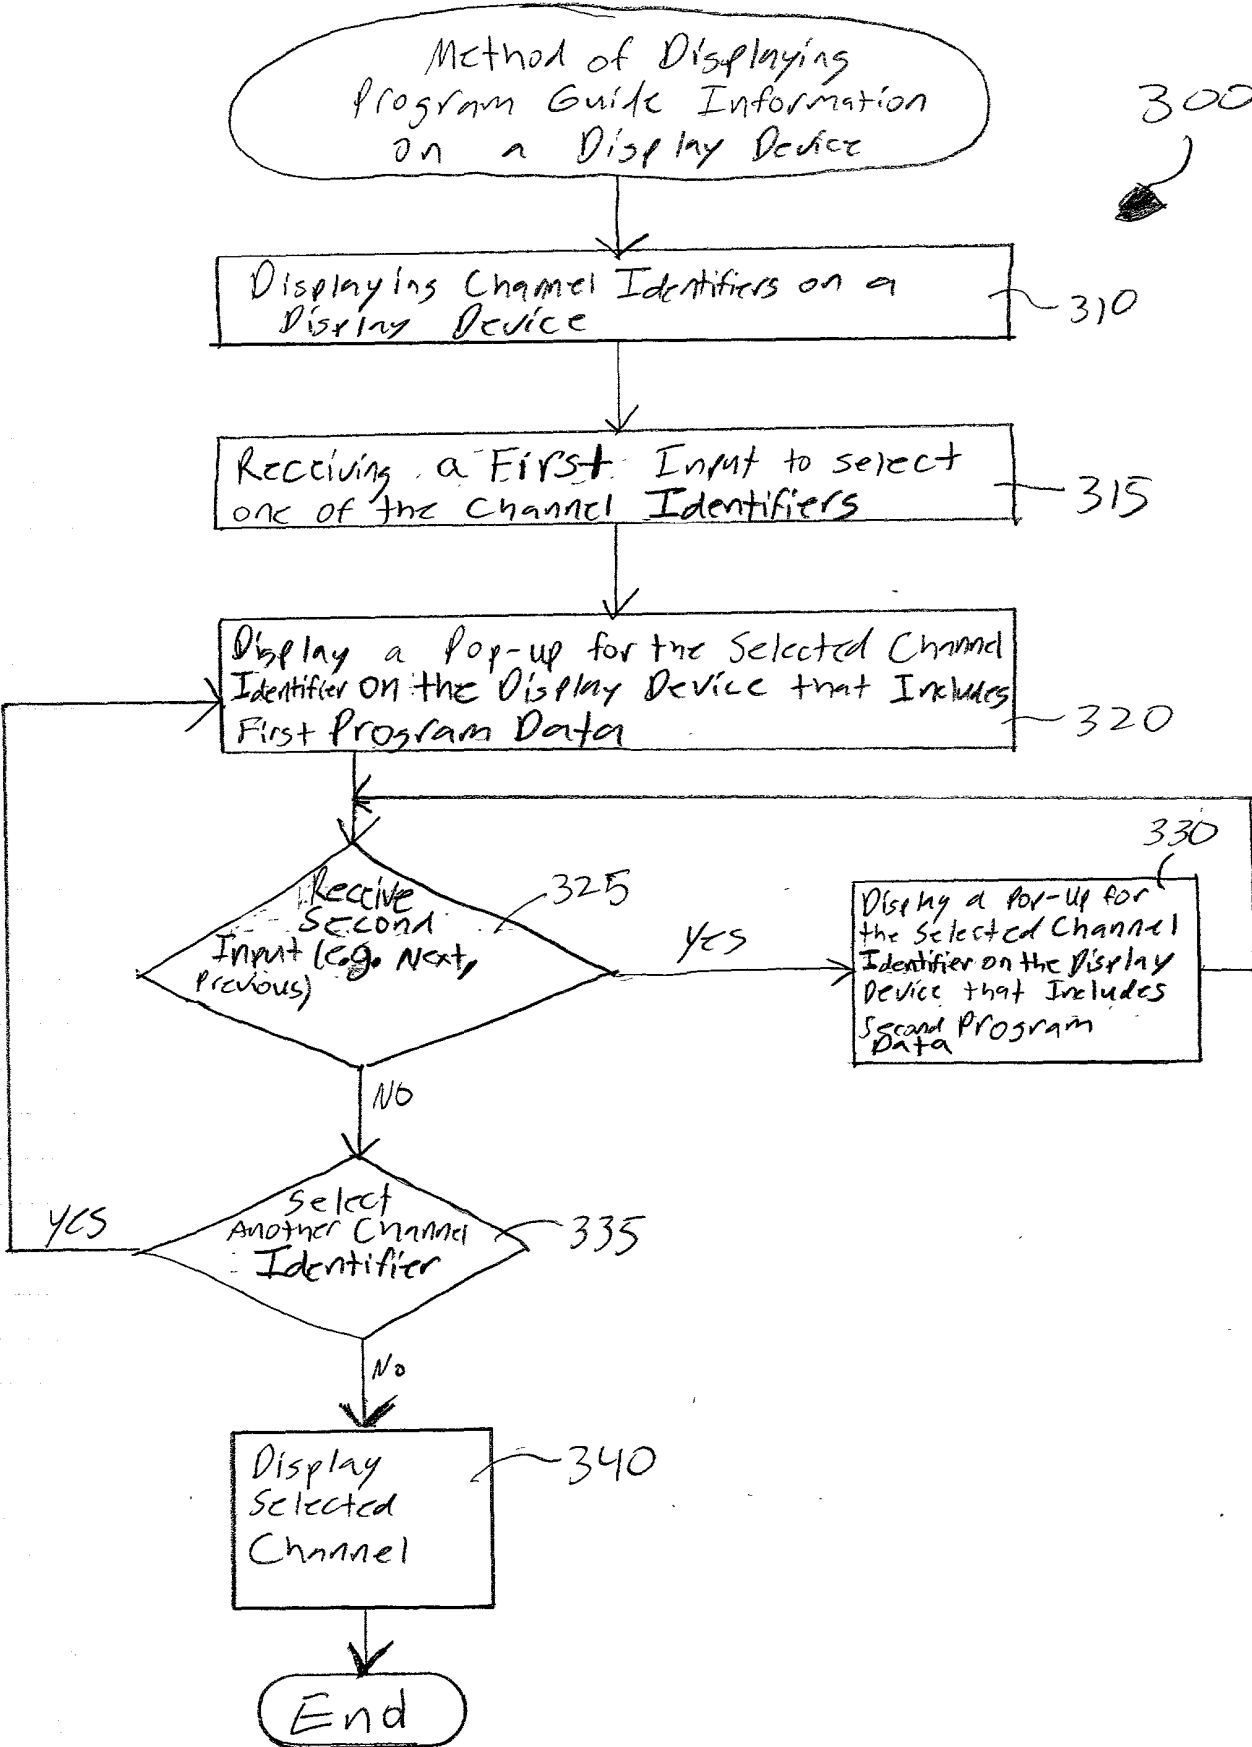 Method of Displaying
Program Guide Information
on a Display Device
300
Displaying Channel Identifiers on a
Display Device
310
Receiving a First Input to select
one of the Channel Identifiers
315
Display a Pop-up for the Selected Channel
Identifier on the Display Device that Includes
First Program Data
320
Receive
Second
Input (e.g. Next,
Previous)
325
Yes
330
Display a Pop-Up for
the Selected Channel
Identifier on the Display
Device that Includes
Second Program
Data
No
Select
Another Channel
Identifier
335
Yes
No
Display
Selected
Channel
340
End